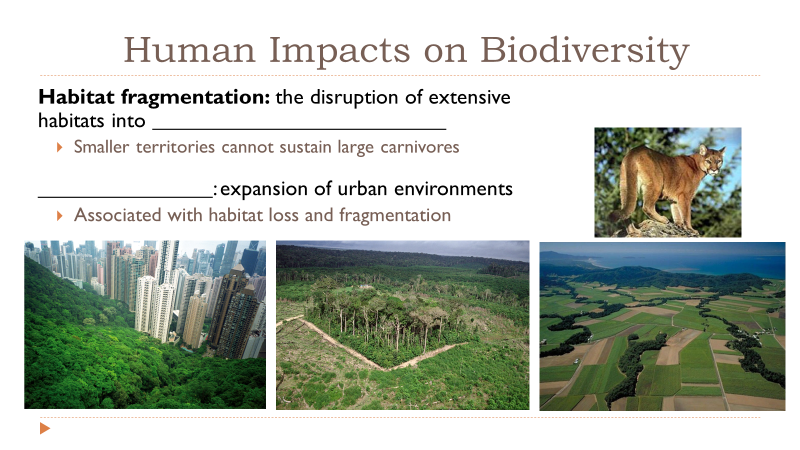 Human Impacts on Biodiversity
Habitat fragmentation: the disruption of extensive
habitats into ___________________________
Smaller territories cannot sustain large carnivores
________________: expansion of urban environments
Associated with habitat loss and fragmentation